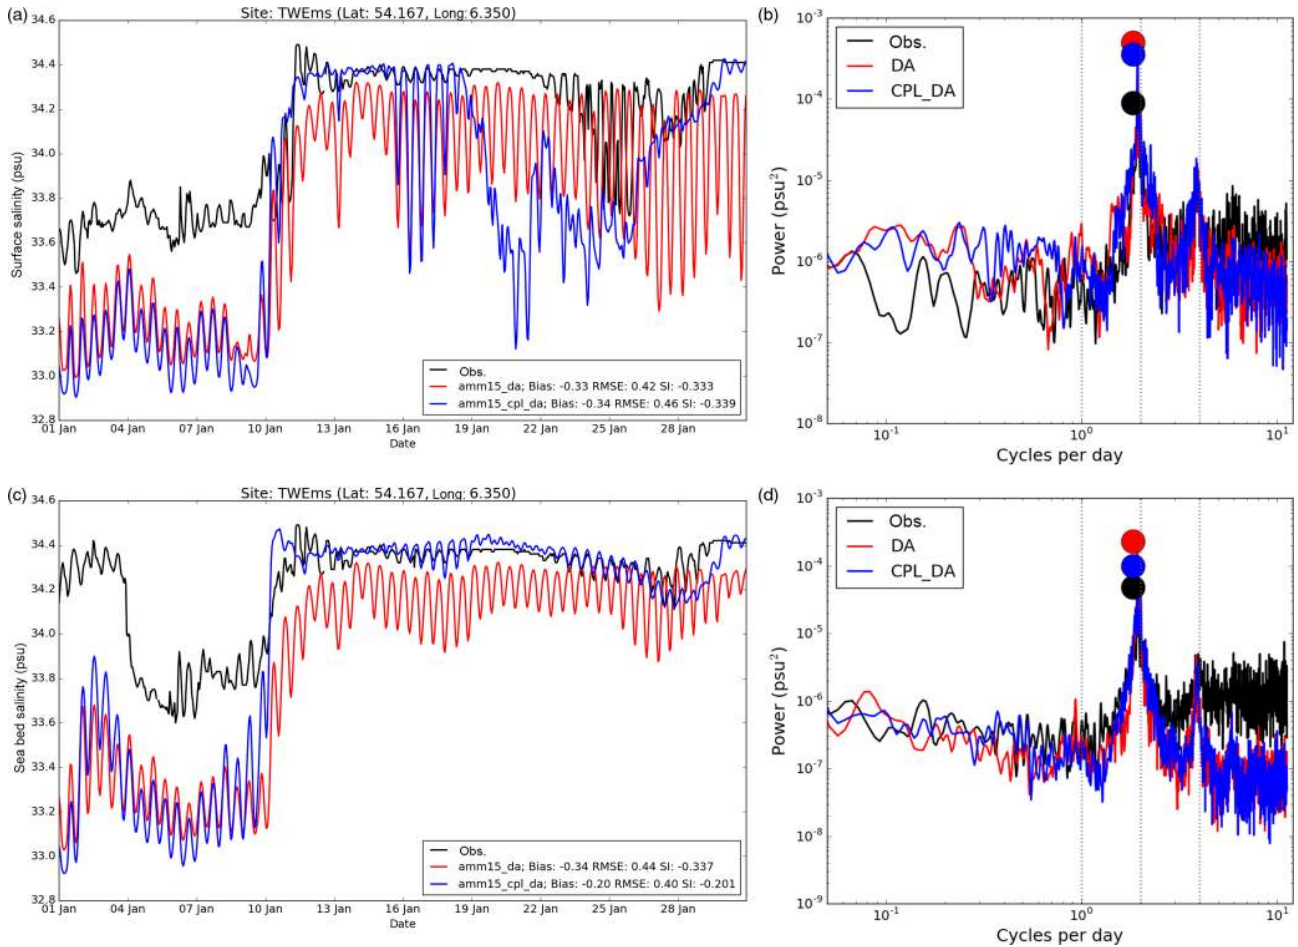 (a)
Site: TWEms (Lat: 54.167, Long: 6.350)
34.6
34.4
34.2
34.0
33.8
33.6
33.4
33.2
33.0
32.8
Surface salinity (psu)
Obs.
amm15_da; Bias: -0.33 RMSE: 0.42 SI: -0.333
amm15_cpl_da; Bias: -0.34 RMSE: 0.46 SI: -0.339
01 Jan 04 Jan 07 Jan 10 Jan 13 Jan 16 Jan 19 Jan 22 Jan 25 Jan 28 Jan
Date
(b)
10⁻³
10⁻⁴
10⁻⁵
10⁻⁶
10⁻⁷
10⁻⁸
Power (psu²)
Obs.
DA
CPL_DA
10⁻¹ 10⁰ 10¹
Cycles per day
(c)
Site: TWEms (Lat: 54.167, Long: 6.350)
34.6
34.4
34.2
34.0
33.8
33.6
33.4
33.2
33.0
32.8
Sea bed salinity (psu)
Obs.
amm15_da; Bias: -0.34 RMSE: 0.44 SI: -0.337
amm15_cpl_da; Bias: -0.20 RMSE: 0.40 SI: -0.201
01 Jan 04 Jan 07 Jan 10 Jan 13 Jan 16 Jan 19 Jan 22 Jan 25 Jan 28 Jan
Date
(d)
10⁻³
10⁻⁴
10⁻⁵
10⁻⁶
10⁻⁷
10⁻⁸
10⁻⁹
Power (psu²)
Obs.
DA
CPL_DA
10⁻¹ 10⁰ 10¹
Cycles per day